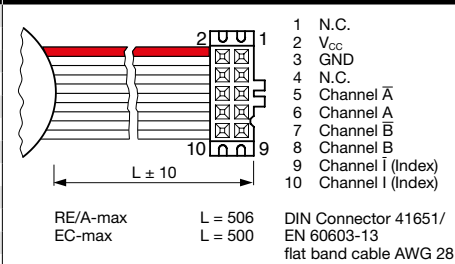 2 1
10 9
L ± 10
1 N.C.
2 Vcc
3 GND
4 N.C.
5 Channel A̅
6 Channel A
7 Channel B̅
8 Channel B
9 Channel I̅ (Index)
10 Channel I (Index)
RE/A-max L = 506
EC-max L = 500
DIN Connector 41651/
EN 60603-13
flat band cable AWG 28